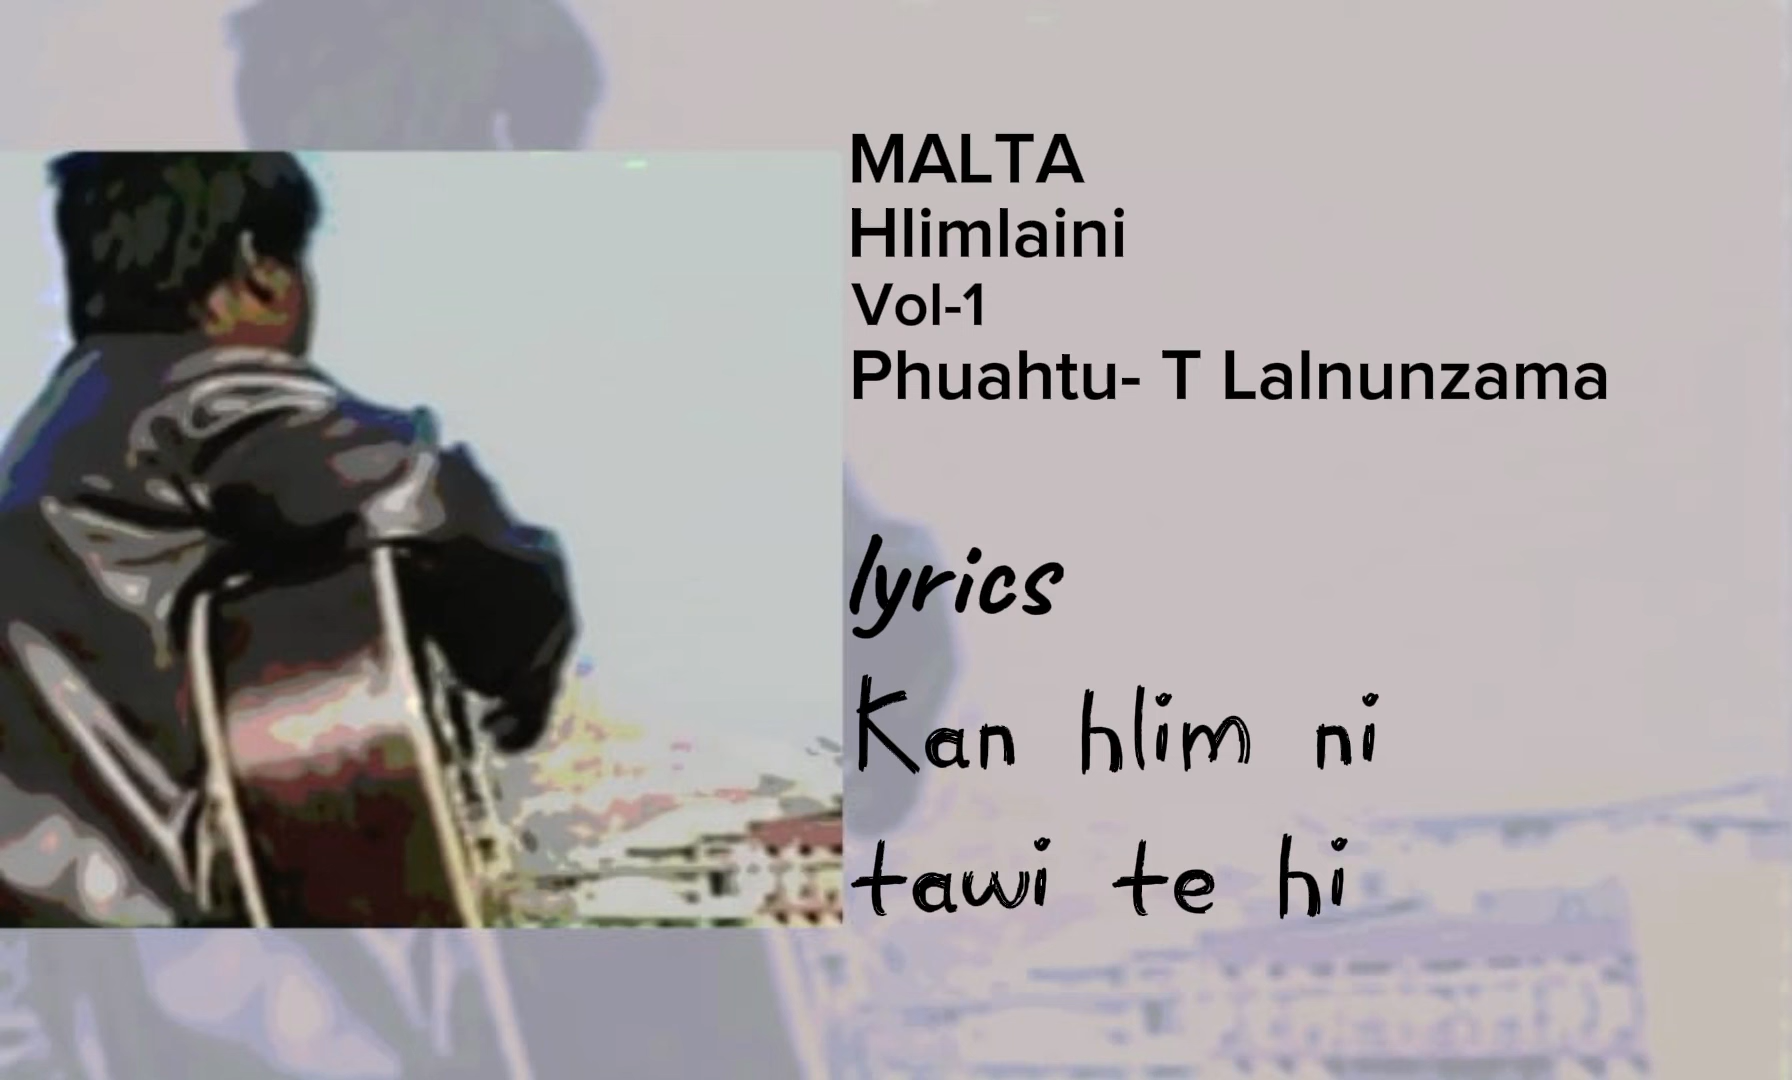 MALTA
Hlimlaini
Vol-1
Phuahtu- T Lalnunzama
lyrics
Kan hlim ni
tawi te hi